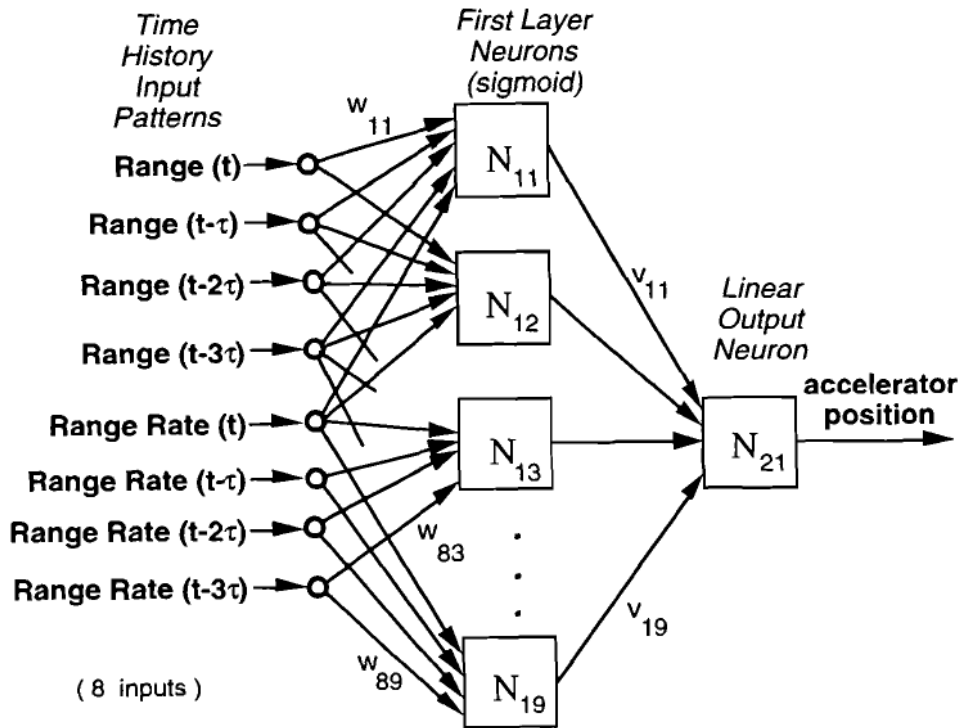 Time
History
Input
Patterns
First Layer
Neurons
(sigmoid)
w11
Range (t)
N11
Range (t-τ)
Range (t-2τ)
N12
v11
Linear
Output
Neuron
Range (t-3τ)
accelerator
position
Range Rate (t)
N13
N21
Range Rate (t-τ)
Range Rate (t-2τ)
w83
Range Rate (t-3τ)
v19
w89
N19
( 8 inputs )